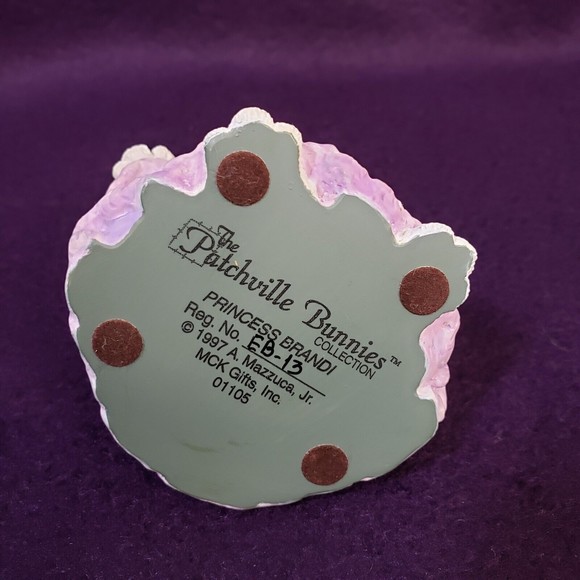 The
Patchville Bunnies™
COLLECTION
PRINCESS BRANDI
Reg. No. EB-13
© 1997 A. Mazzuca, Jr.
MCK Gifts, Inc.
01105